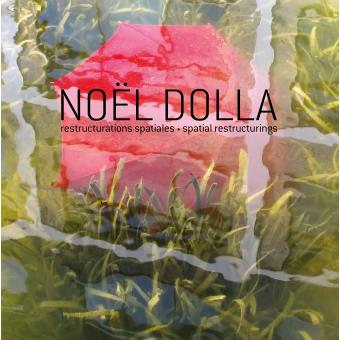 NOËL DOLLA
restructurations spatiales • spatial restructurings